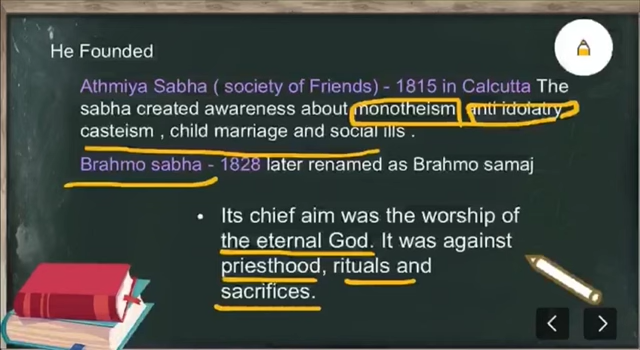 He Founded
Athmiya Sabha ( society of Friends) - 1815 in Calcutta The
sabha created awareness about monotheism, anti idolatry,
casteism , child marriage and social ills .
Brahmo sabha - 1828 later renamed as Brahmo samaj
• Its chief aim was the worship of
the eternal God. It was against
priesthood, rituals and
sacrifices.